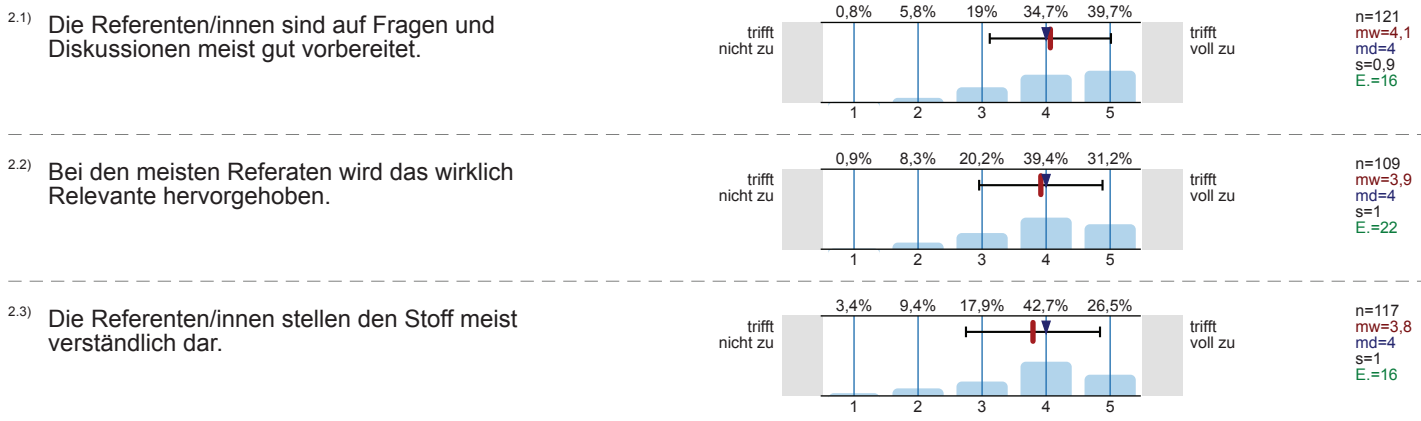 2.1) Die Referenten/innen sind auf Fragen und
Diskussionen meist gut vorbereitet.
trifft
nicht zu
0,8% 5,8% 19% 34,7% 39,7%
1 2 3 4 5
trifft
voll zu
n=121
mw=4,1
md=4
s=0,9
E.=16
2.2) Bei den meisten Referaten wird das wirklich
Relevante hervorgehoben.
trifft
nicht zu
0,9% 8,3% 20,2% 39,4% 31,2%
1 2 3 4 5
trifft
voll zu
n=109
mw=3,9
md=4
s=1
E.=22
2.3) Die Referenten/innen stellen den Stoff meist
verständlich dar.
trifft
nicht zu
3,4% 9,4% 17,9% 42,7% 26,5%
1 2 3 4 5
trifft
voll zu
n=117
mw=3,8
md=4
s=1
E.=16